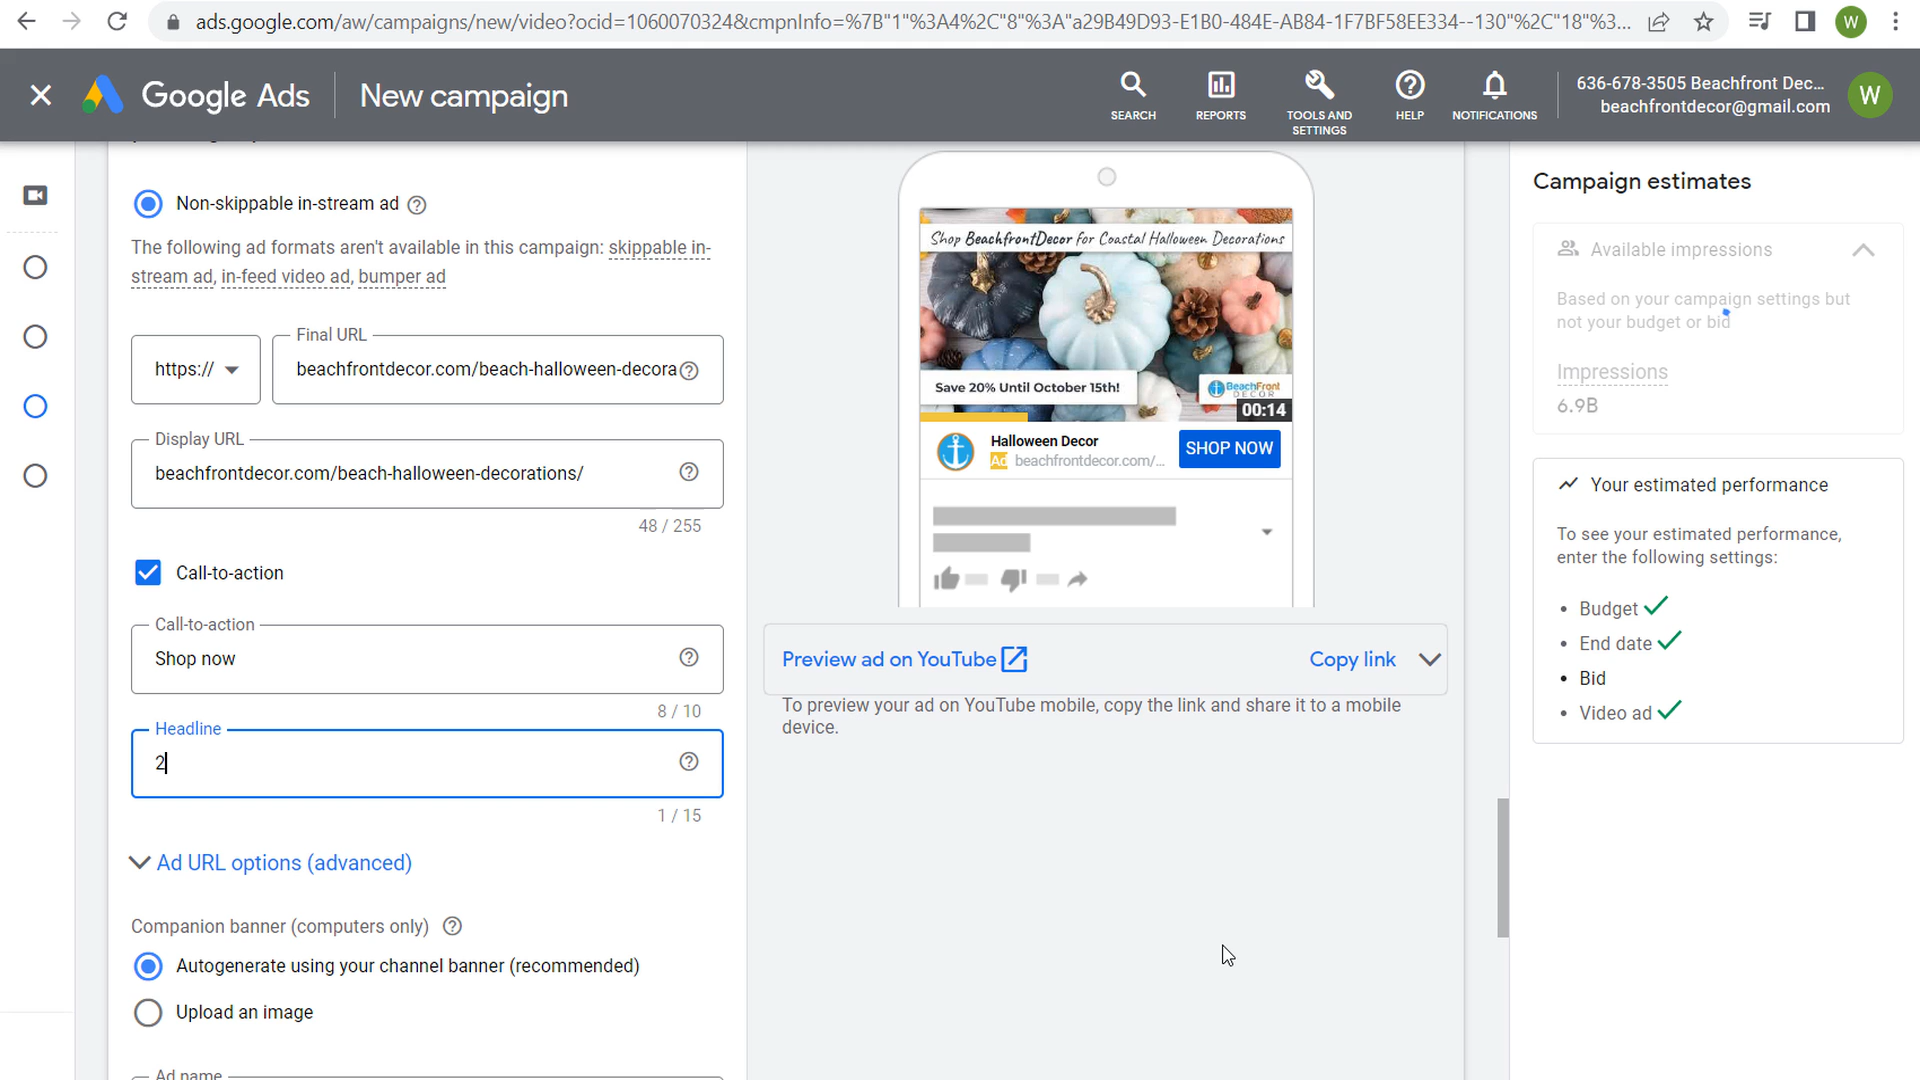 ads.google.com/aw/campaigns/new/video?ocid=1060070324&cmpnInfo=%7B"1"%3A4%2C"8"%3A"a29B49D93-E1B0-484E-AB84-1F7BF58EE334--130"%2C"18"%3...
W
Google Ads
New campaign
SEARCH
REPORTS
TOOLS AND
SETTINGS
HELP
NOTIFICATIONS
636-678-3505 Beachfront Dec...
beachfrontdecor@gmail.com
W
Non-skippable in-stream ad
The following ad formats aren't available in this campaign: skippable in-
stream ad, in-feed video ad, bumper ad
https://
Final URL
beachfrontdecor.com/beach-halloween-decora
Display URL
beachfrontdecor.com/beach-halloween-decorations/
48 / 255
Call-to-action
Call-to-action
Shop now
8 / 10
Headline
2
1 / 15
Ad URL options (advanced)
Companion banner (computers only)
Autogenerate using your channel banner (recommended)
Upload an image
Ad name
Shop BeachfrontDecor for Coastal Halloween Decorations
Save 20% Until October 15th!
BeachFront
DECOR
00:14
Halloween Decor
Ad beachfrontdecor.com/...
SHOP NOW
Preview ad on YouTube
Copy link
To preview your ad on YouTube mobile, copy the link and share it to a mobile
device.
Campaign estimates
Available impressions
Based on your campaign settings but
not your budget or bid
Impressions
6.9B
Your estimated performance
To see your estimated performance,
enter the following settings:
• Budget
• End date
• Bid
• Video ad